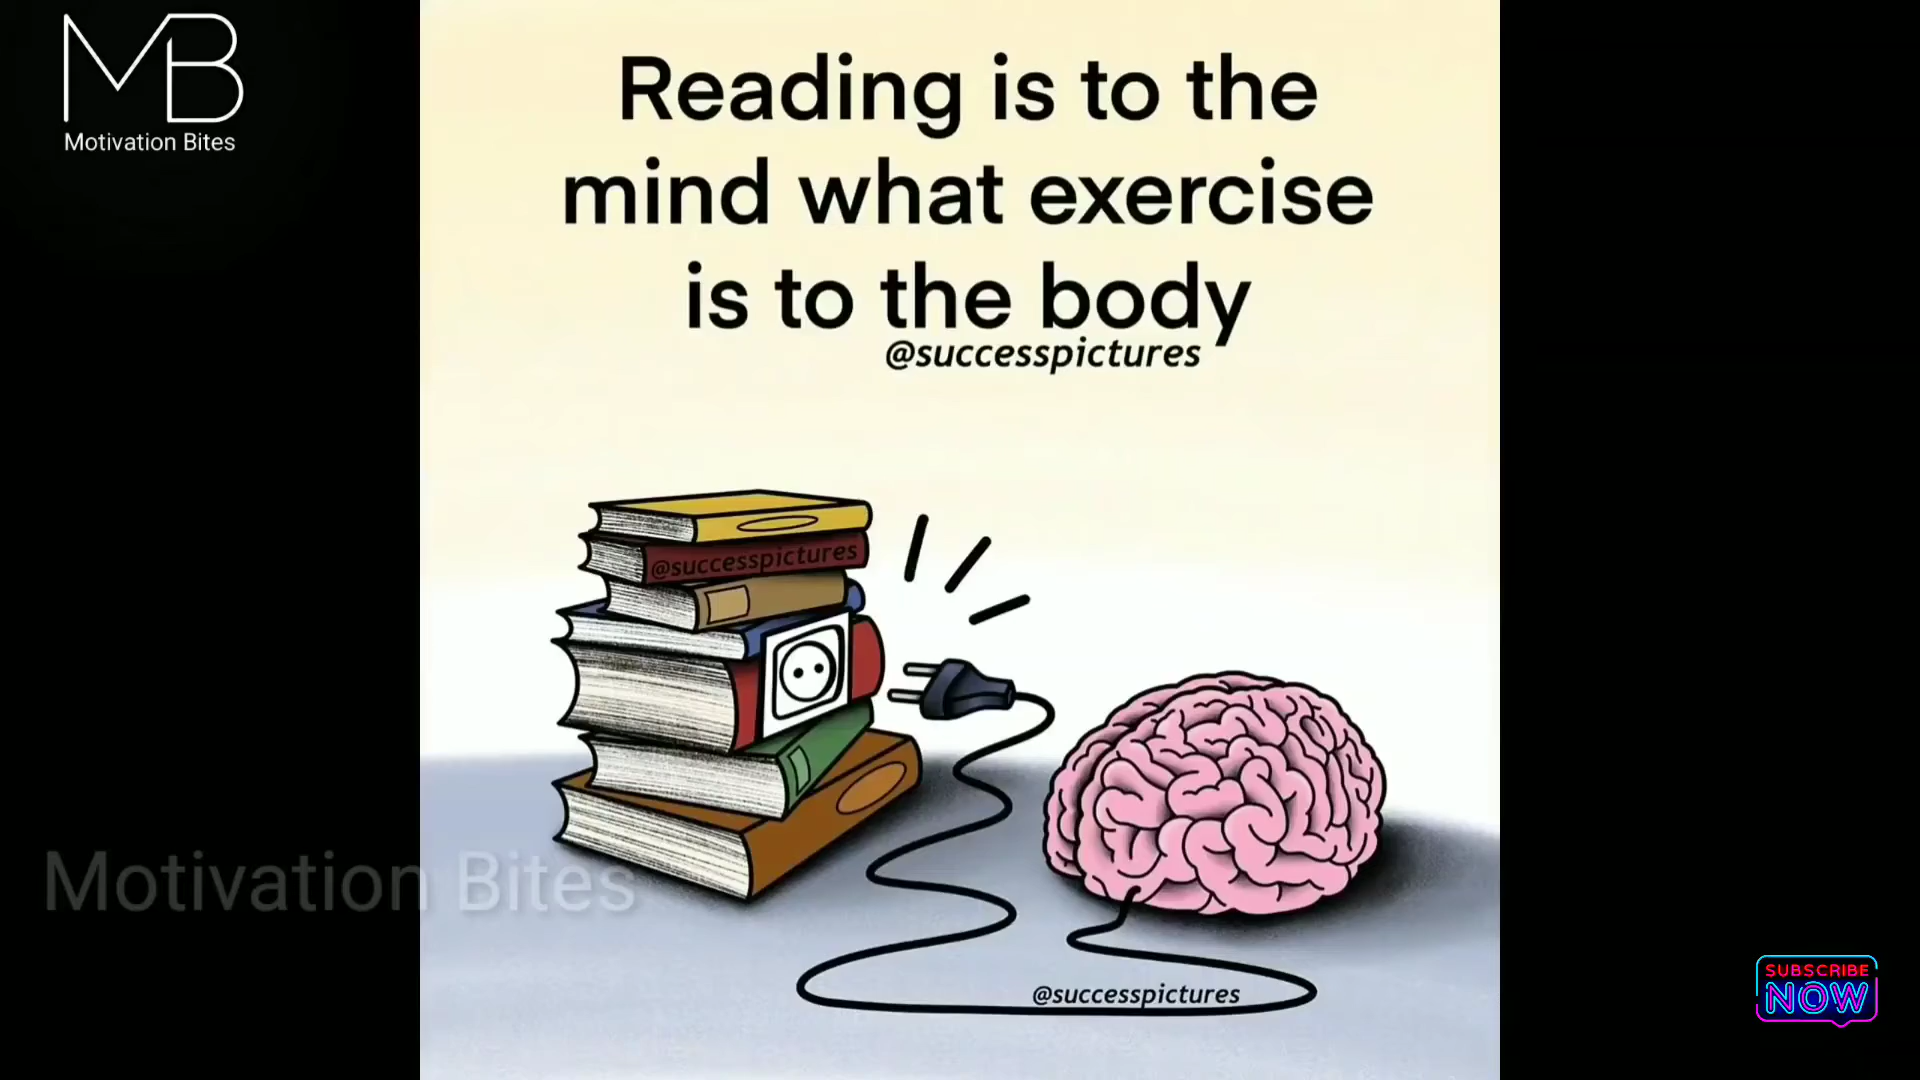 MB
Motivation Bites
Reading is to the
mind what exercise
is to the body
@successpictures
@successpictures
Motivation Bites
@successpictures
SUBSCRIBE
NOW